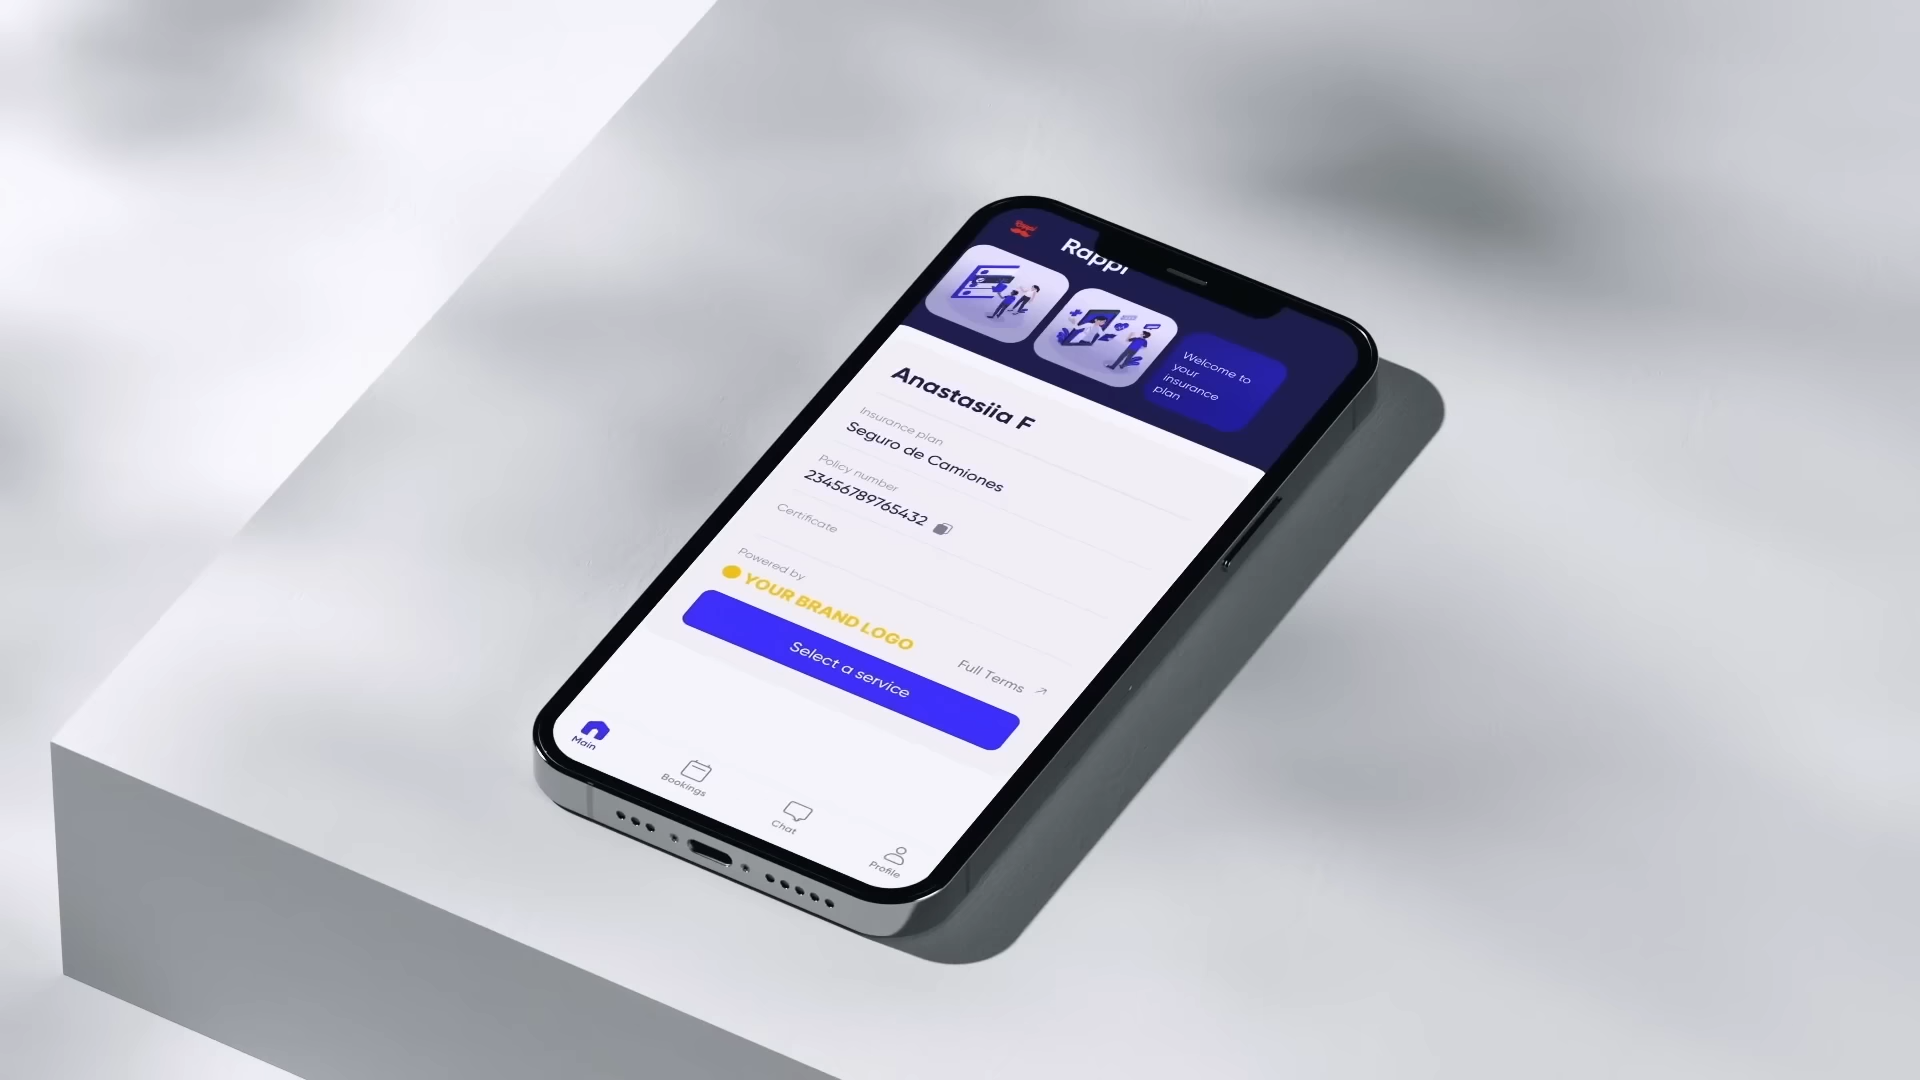 Rappi
Welcome to
your
insurance
plan
Anastasiia F
Insurance plan
Seguro de Camiones
Policy number
23456789765432
Certificate
Powered by
YOUR BRAND LOGO
Full Terms
Select a service
Main
Bookings
Chat
Profile